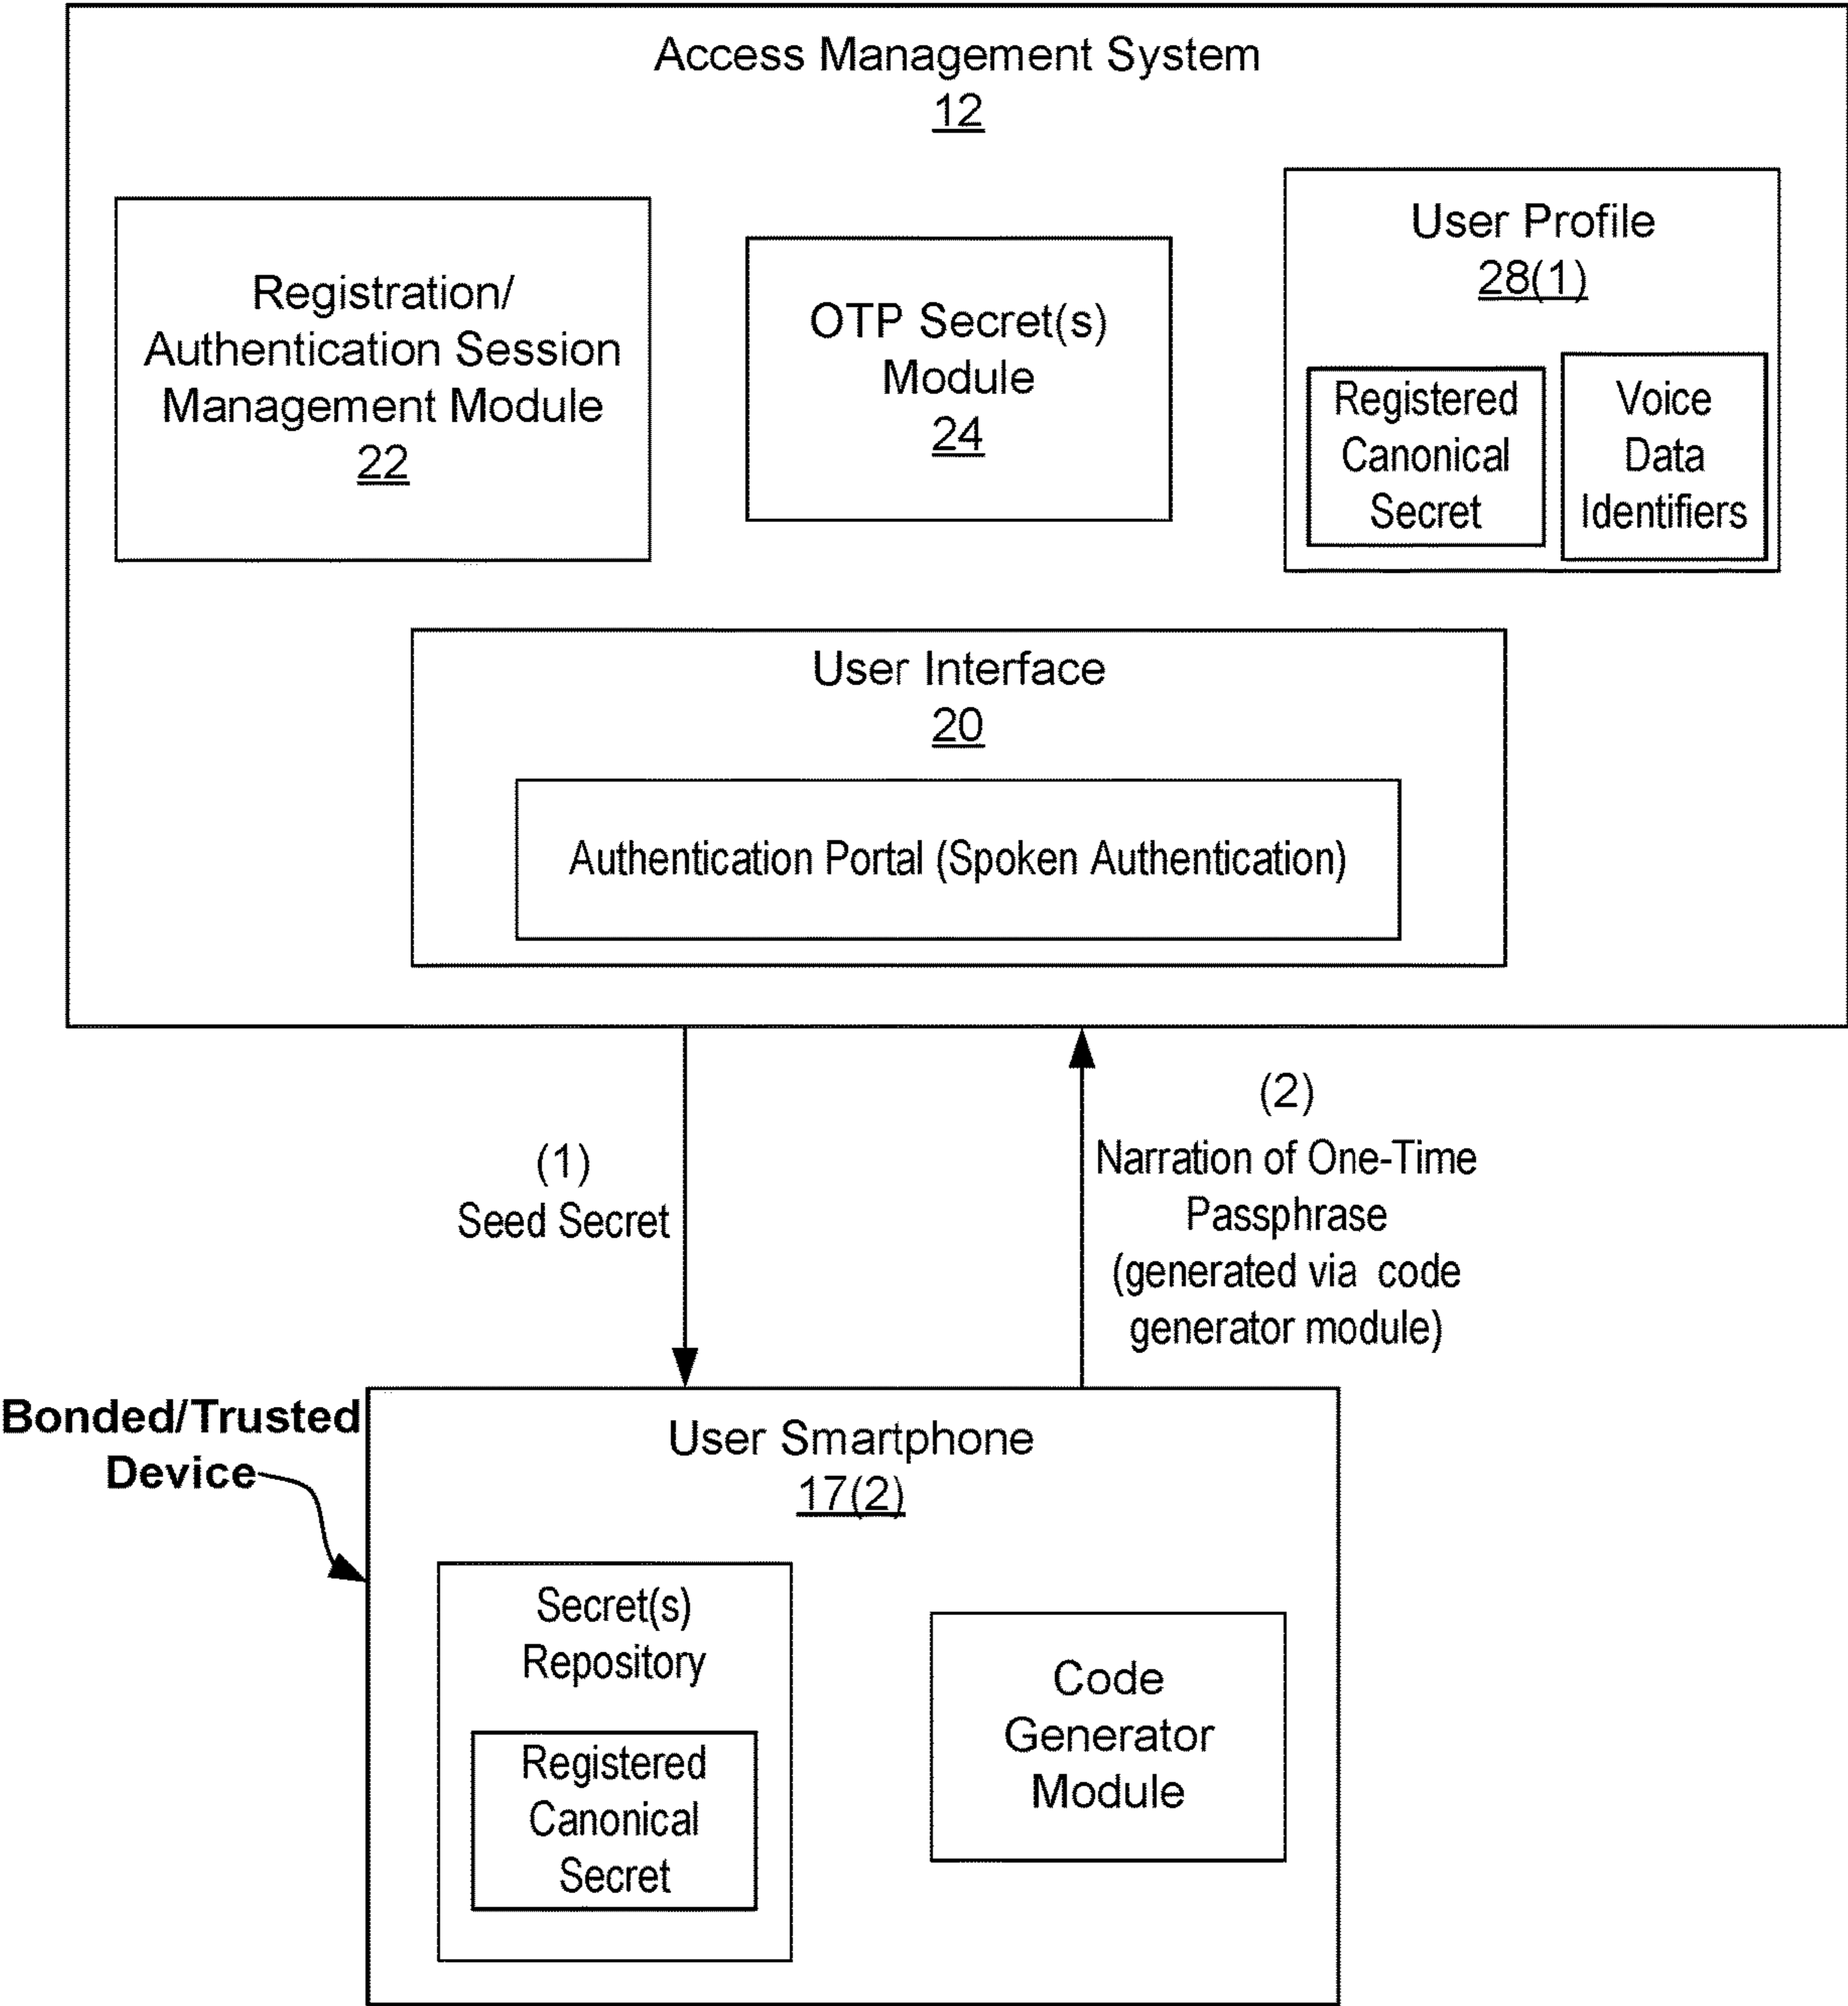 Access Management System
12
Registration/
Authentication Session
Management Module
22
OTP Secret(s)
Module
24
User Profile
28(1)
Registered
Canonical
Secret
Voice
Data
Identifiers
User Interface
20
Authentication Portal (Spoken Authentication)
(1)
Seed Secret
(2)
Narration of One-Time
Passphrase
(generated via code
generator module)
Bonded/Trusted
Device
User Smartphone
17(2)
Secret(s)
Repository
Registered
Canonical
Secret
Code
Generator
Module